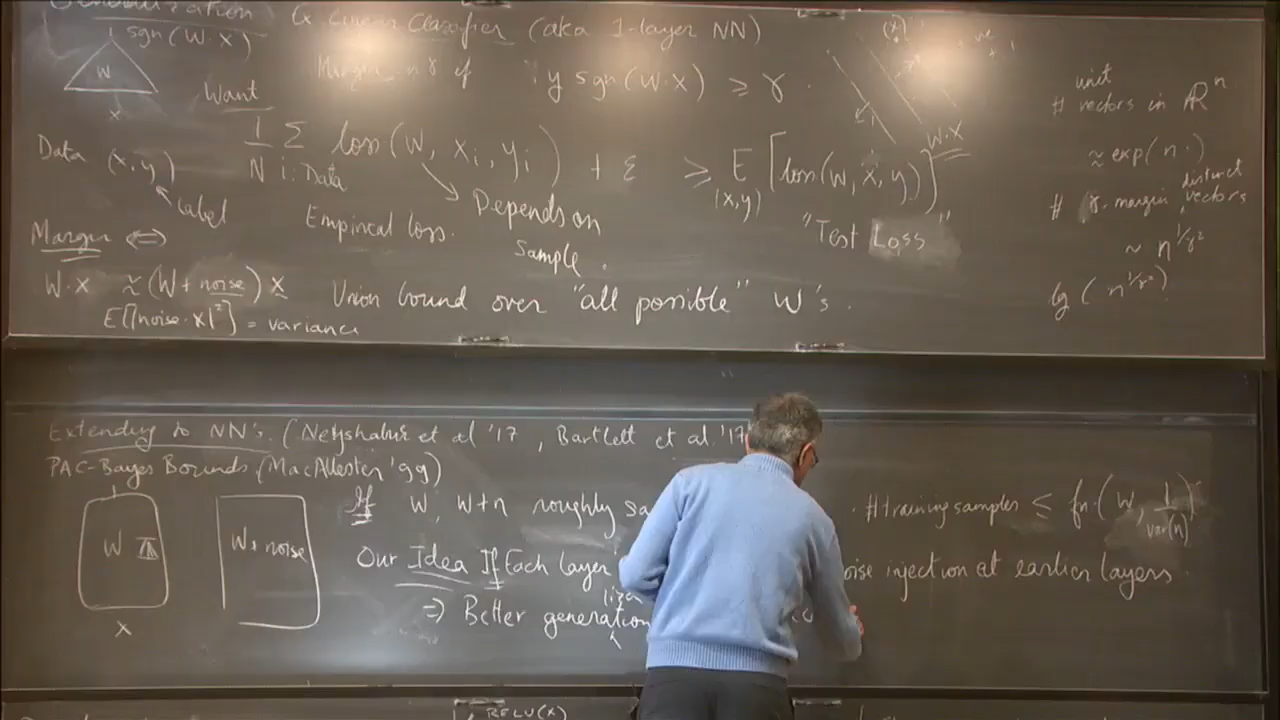 Generalization Ex Linear Classifier (aka 1-layer NN)
sgn(W·X)
W
x
Margin γ if y sgn(W·X) ≥ γ.
Want
1/N Σ i: Data loss(W, xi, yi) + ε ≥ E(x,y) [loss(W, x, y)]
W·X
Data (x,y)
Label
Empirical loss.
Depends on
Sample.
"Test Loss"
Margin ⇔
W·X ≈ (W+noise) X
E[|noise·X|²] = variance
Union bound over "all possible" W's.
unit
# vectors in ℝⁿ
≈ exp(n·)
distinct
# γ-margin vectors
~ n^1/γ²
lg(n^1/γ²)
Extending to NN's. (Neyshabur et al '17, Bartlett et al '17
PAC-Bayes Bounds (MacAllester '99)
W
x
W+noise
If W, W+n roughly sa
#training samples ≤ fn.(W, 1/var(n))
Our Idea If Each layer
oise injection at earlier layers.
⇒ Better generation
liza
RELU(x)